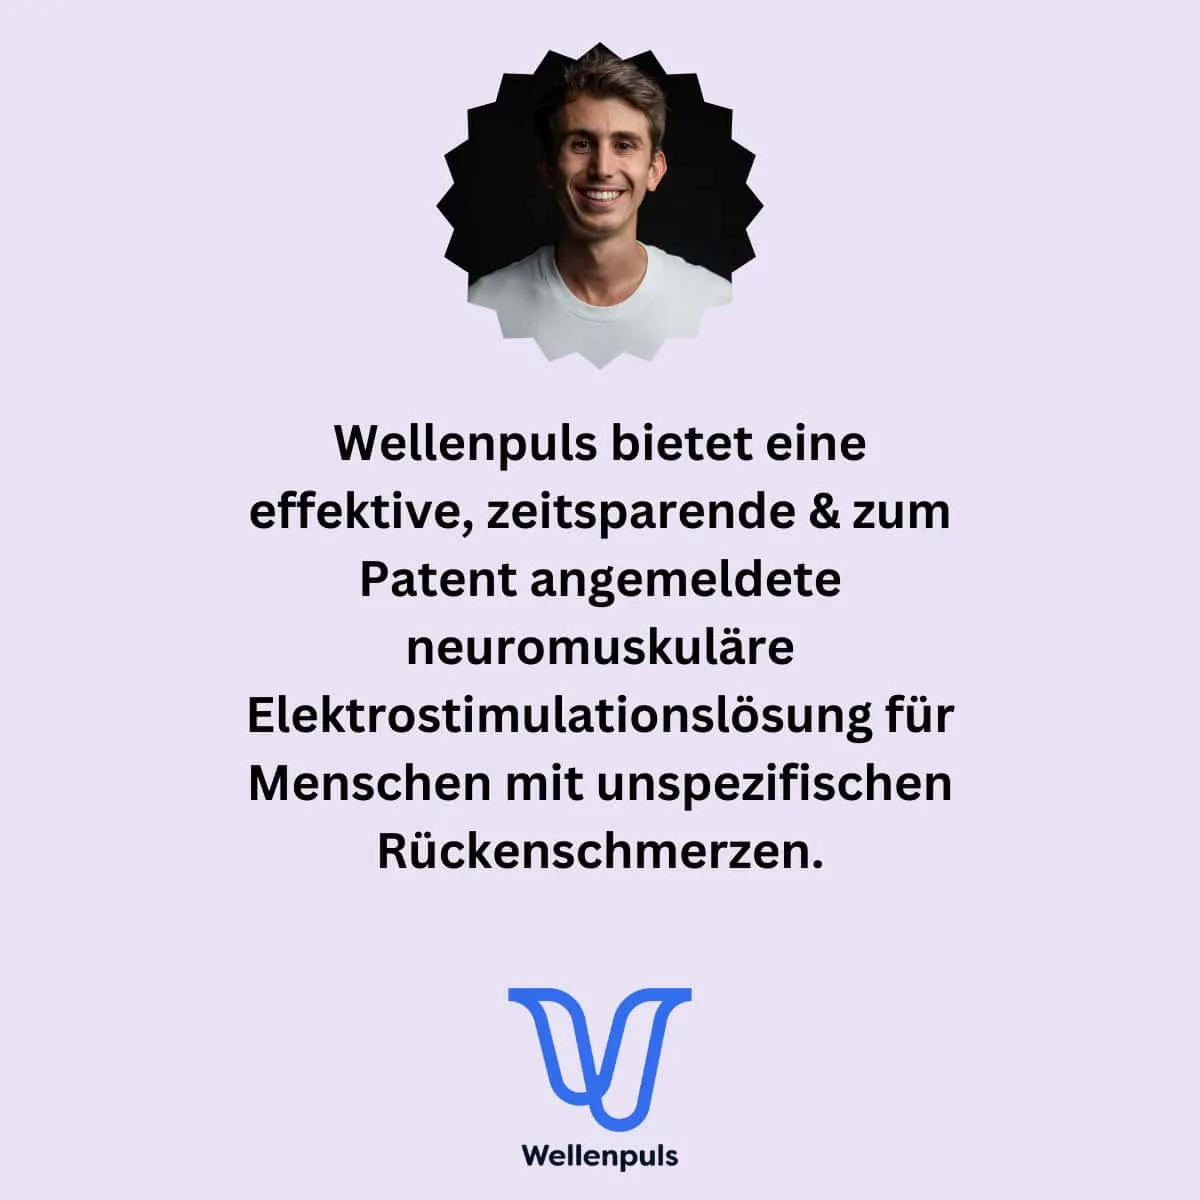 Wellenpuls bietet eine
effektive, zeitsparende & zum
Patent angemeldete
neuromuskuläre
Elektrostimulationslösung für
Menschen mit unspezifischen
Rückenschmerzen.
Wellenpuls